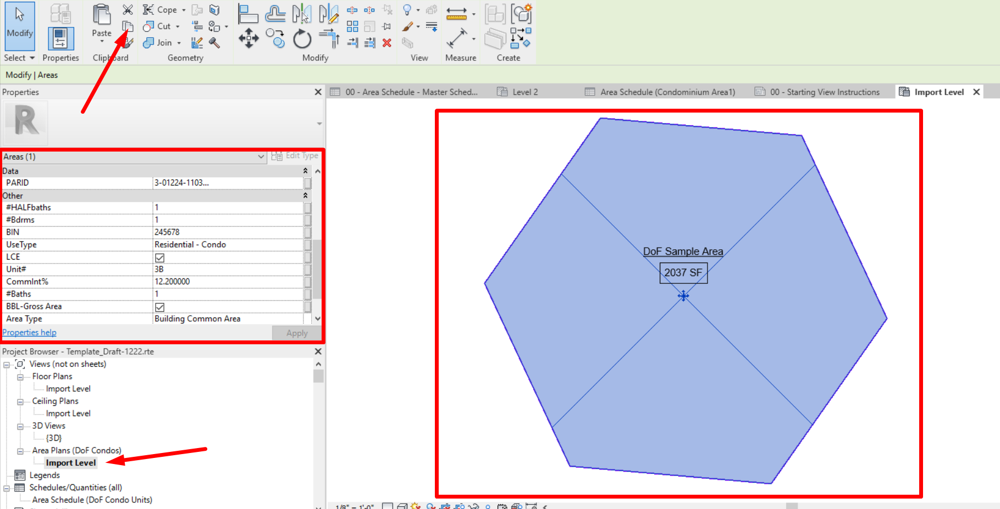 Modify
Paste
Cope
Cut
Join
Select
Properties
Clipboard
Geometry
Modify
View
Measure
Create
Modify | Areas
Properties
00 - Area Schedule - Master Sched...
Level 2
Area Schedule (Condominium Area1)
00 - Starting View Instructions
Import Level
R
Areas (1)
Edit Type
Data
PARID 3-01224-1103...
Other
#HALFbaths 1
#Bdrms 1
BIN 245678
UseType Residential - Condo
LCE
Unit# 3B
CommInt% 12.200000
#Baths 1
BBL-Gross Area
Area Type Building Common Area
Properties help
Apply
DoF Sample Area
2037 SF
Project Browser - Template_Draft-1222.rte
Views (not on sheets)
Floor Plans
Import Level
Ceiling Plans
Import Level
3D Views
{3D}
Area Plans (DoF Condos)
Import Level
Legends
Schedules/Quantities (all)
Area Schedule (DoF Condo Units)
1/8" = 1'-0"